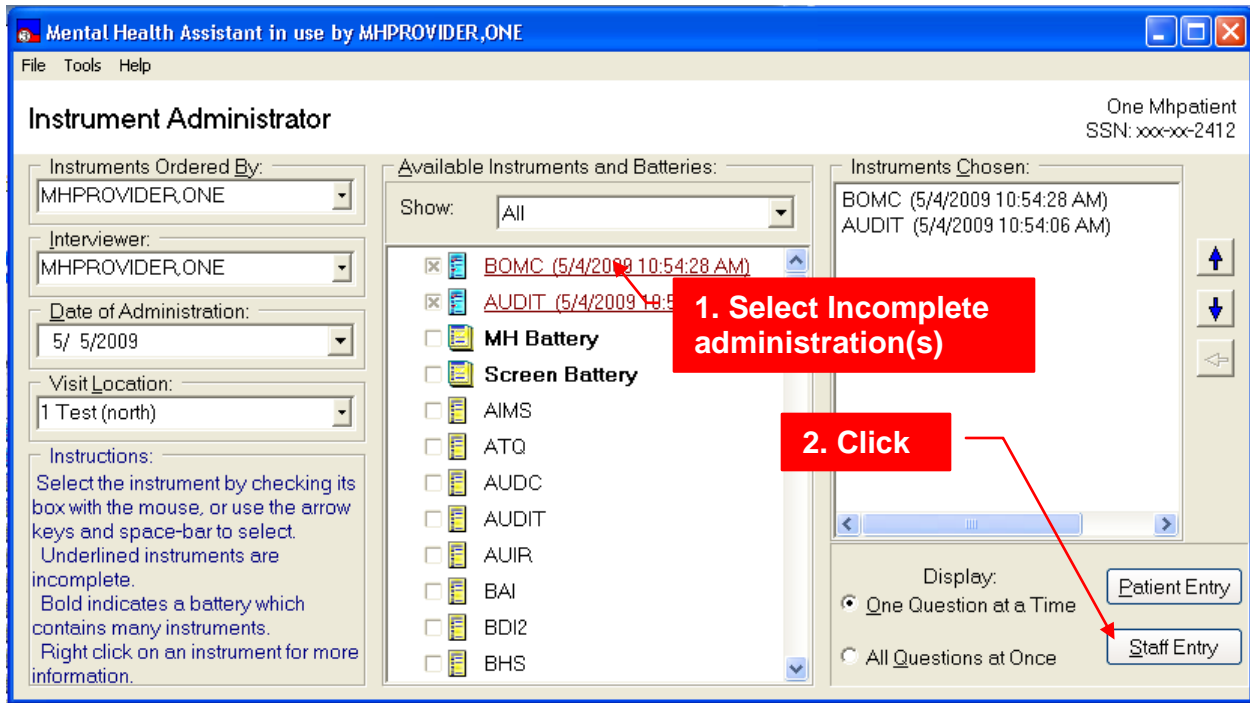 Mental Health Assistant in use by MHPROVIDER,ONE
File Tools Help
Instrument Administrator
One Mhpatient
SSN: xxx-xx-2412
Instruments Ordered By:
MHPROVIDER,ONE
Interviewer:
MHPROVIDER,ONE
Date of Administration:
5/ 5/2009
Visit Location:
1 Test (north)
Instructions:
Select the instrument by checking its
box with the mouse, or use the arrow
keys and space-bar to select.
Underlined instruments are
incomplete.
Bold indicates a battery which
contains many instruments.
Right click on an instrument for more
information.
Available Instruments and Batteries:
Show: All
BOMC (5/4/2009 10:54:28 AM)
AUDIT (5/4/2009 10:5
MH Battery
Screen Battery
AIMS
ATQ
AUDC
AUDIT
AUIR
BAI
BDI2
BHS
1. Select Incomplete
administration(s)
2. Click
Instruments Chosen:
BOMC (5/4/2009 10:54:28 AM)
AUDIT (5/4/2009 10:54:06 AM)
Display:
One Question at a Time
All Questions at Once
Patient Entry
Staff Entry